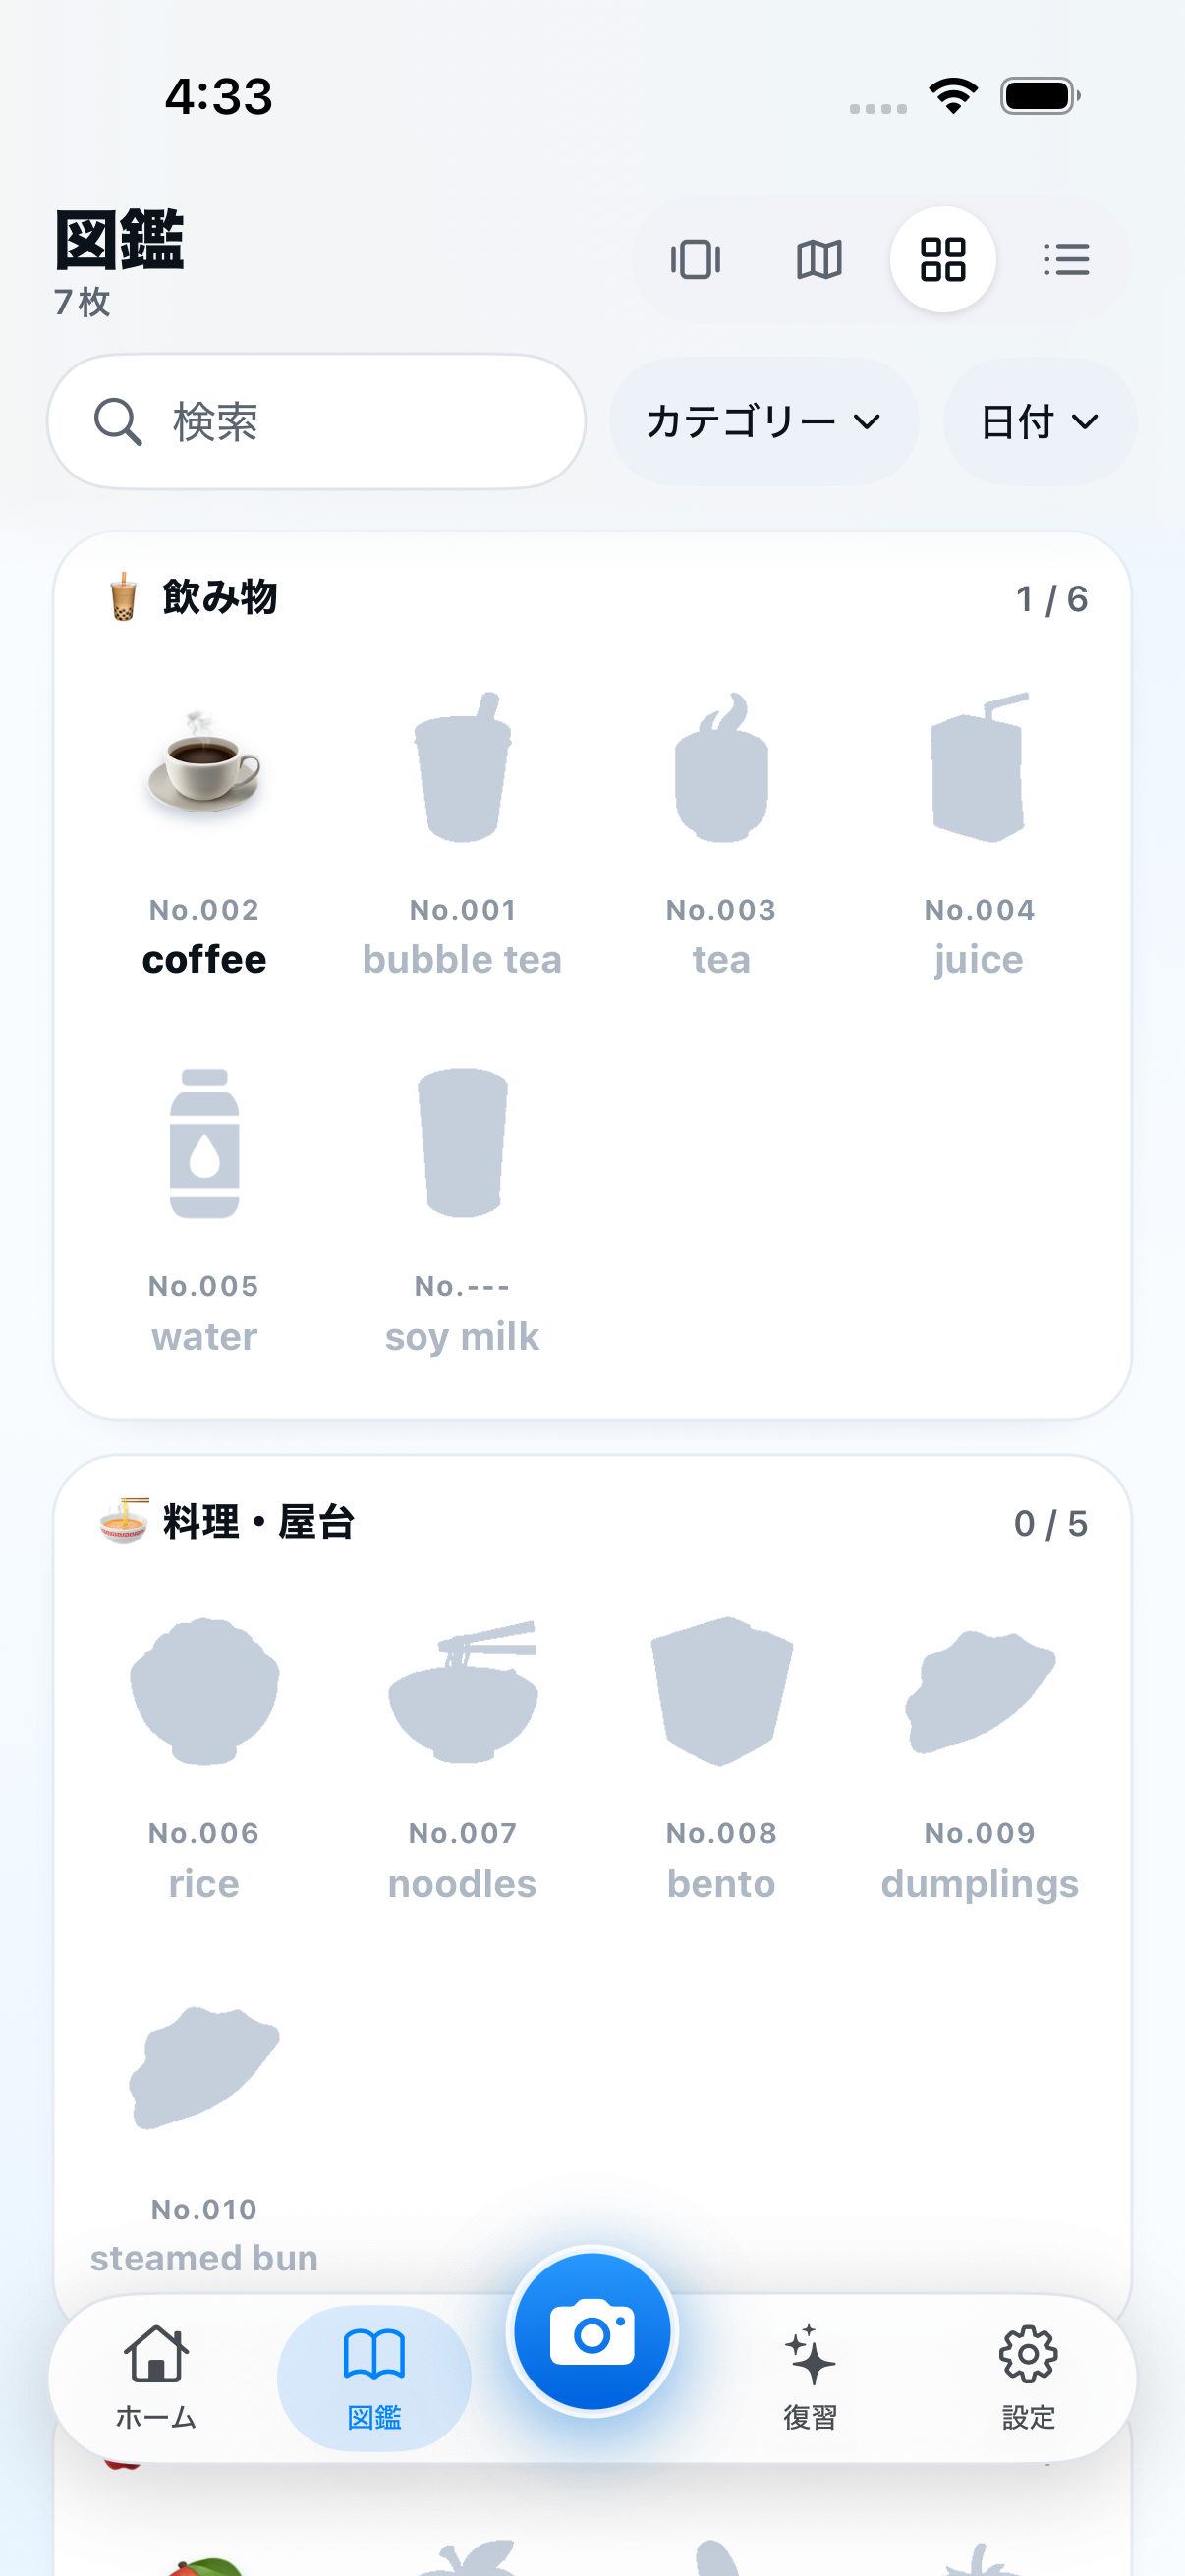 4:33
図鑑
7枚
検索
カテゴリー
日付
飲み物
1 / 6
No.002
coffee
No.001
bubble tea
No.003
tea
No.004
juice
No.005
water
No.---
soy milk
料理・屋台
0 / 5
No.006
rice
No.007
noodles
No.008
bento
No.009
dumplings
No.010
steamed bun
ホーム
図鑑
復習
設定